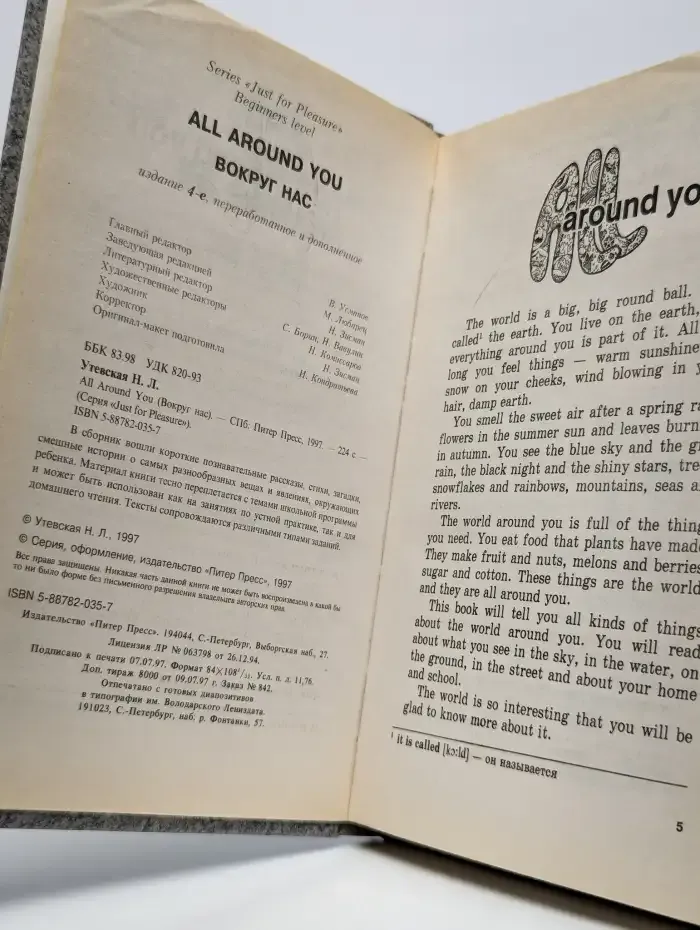 Series «Just for Pleasure»
Beginners level
ALL AROUND YOU
ВОКРУГ НАС
издание 4-е, переработанное и дополненное
Главный редактор В. Усманов
Заведующая редакцией М. Любирец
Литературный редактор Н. Зисман
Художественные редакторы С. Борин, И. Вакулин
Художник Н. Комиссаров
Корректор Н. Зисман
Оригинал-макет подготовила И. Кондратьева
ББК 83.98 УДК 820-93
Утевская Н. Л.
All Around You (Вокруг нас). — СПб: Питер Пресс, 1997. — 224 с. —
(Серия «Just for Pleasure»).
ISBN 5-88782-035-7
В сборник вошли короткие познавательные рассказы, стихи, загадки,
смешные истории о самых разнообразных вещах и явлениях, окружающих
ребенка. Материал книги тесно переплетается с темами школьной программы
и может быть использован как на занятиях по устной практике, так и для
домашнего чтения. Тексты сопровождаются различными типами заданий.
© Утевская Н. Л., 1997
© Серия, оформление, издательство «Питер Пресс», 1997
Все права защищены. Никакая часть данной книги не может быть воспроизведена в какой бы
то ни было форме без письменного разрешения владельцев авторских прав.
ISBN 5-88782-035-7
Издательство «Питер Пресс». 194044, С.-Петербург, Выборгская наб., 27.
Лицензия ЛР № 063798 от 26.12.94.
Подписано к печати 07.07.97. Формат 84×108¹/₃₂. Усл. п. л. 11,76.
Доп. тираж 8000 от 09.07.97 г. Заказ № 842.
Отпечатано с готовых диапозитивов
в типографии им. Володарского Лениздата.
191023, С.-Петербург, наб. р. Фонтанки, 57.
All
around yo
The world is a big, big round ball.
called¹ the earth. You live on the earth,
everything around you is part of it. All
long you feel things — warm sunshine
snow on your cheeks, wind blowing in y
hair, damp earth.
You smell the sweet air after a spring ra
flowers in the summer sun and leaves burn
in autumn. You see the blue sky and the g
rain, the black night and the shiny stars, tre
snowflakes and rainbows, mountains, seas a
rivers.
The world around you is full of the thing
you need. You eat food that plants have mad
They make fruit and nuts, melons and berries
sugar and cotton. These things are the world
and they are all around you.
This book will tell you all kinds of things
about the world around you. You will read
about what you see in the sky, in the water, on
the ground, in the street and about your home
and school.
The world is so interesting that you will be
glad to know more about it.
¹ it is called [kɔ:ld] — он называется
5